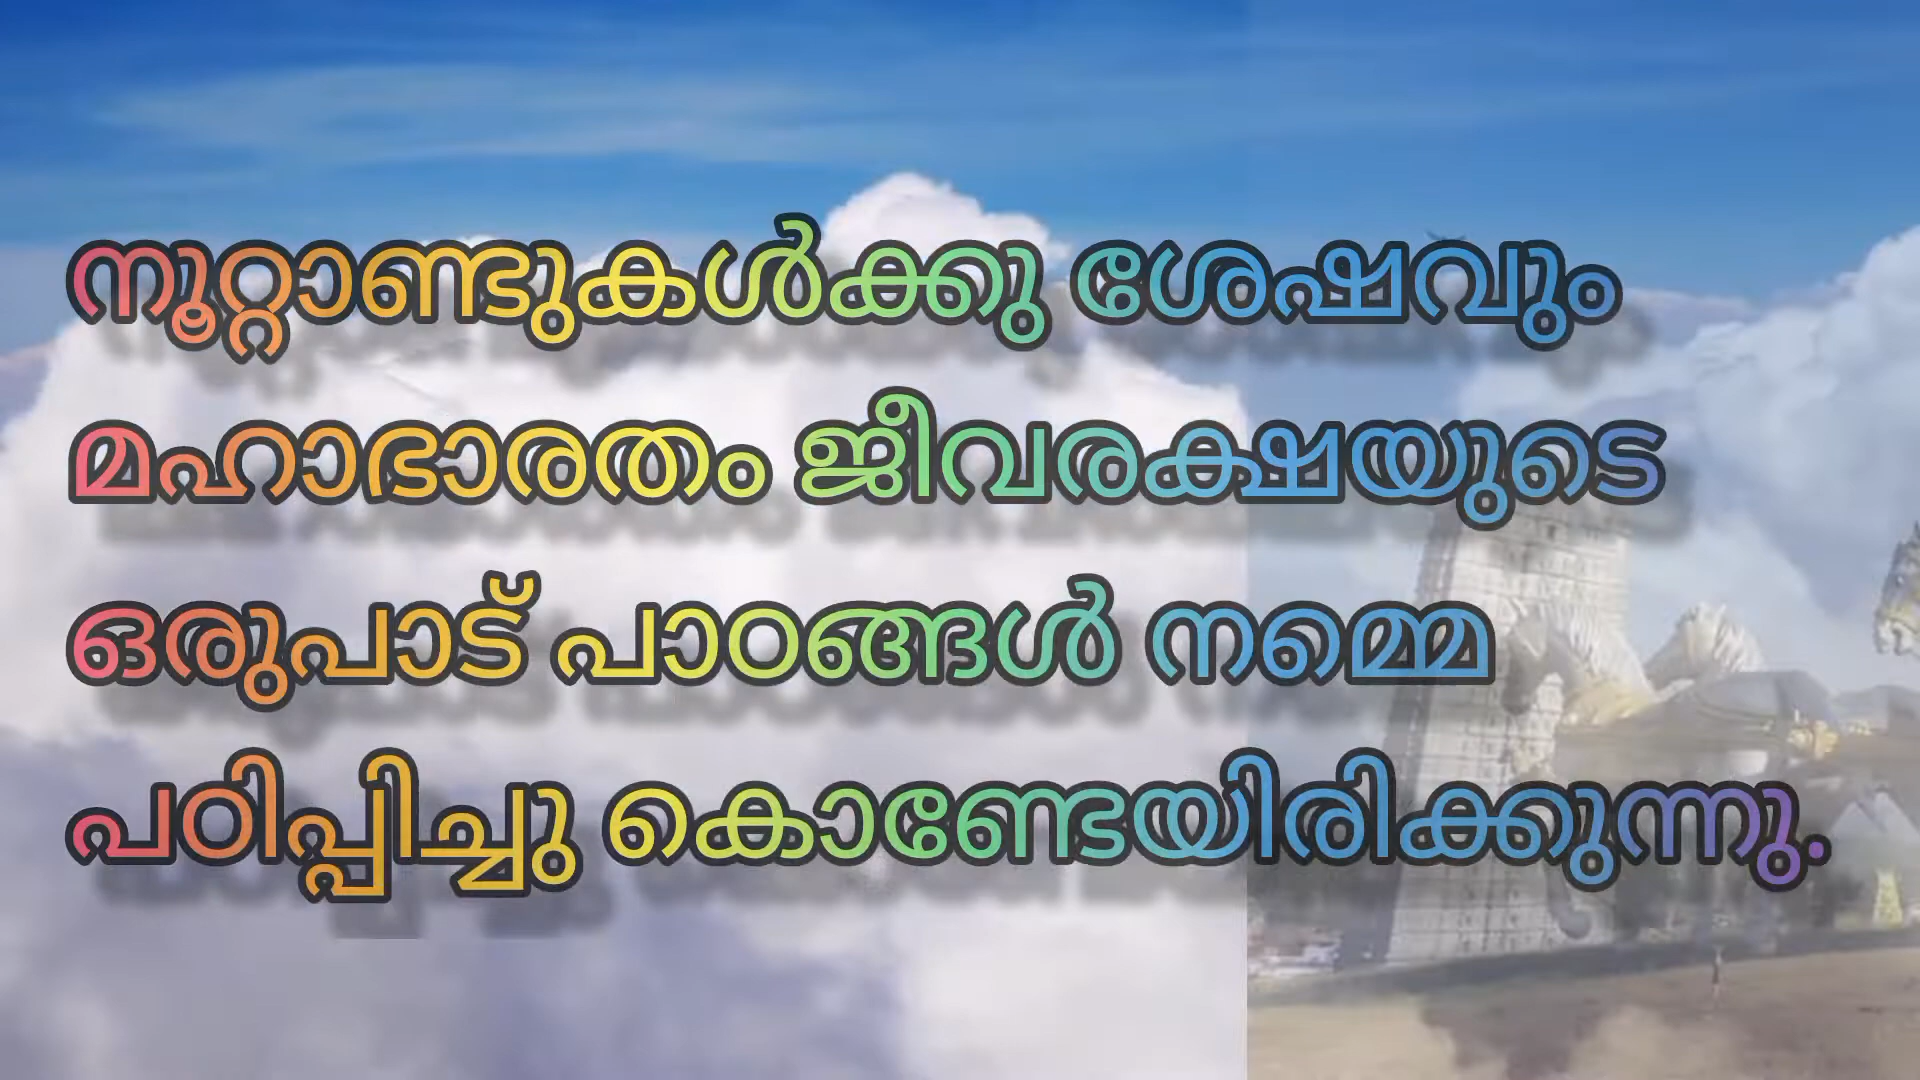 നൂറ്റാണ്ടുകൾക്കു ശേഷവും
മഹാഭാരതം ജീവരക്ഷയുടെ
ഒരുപാട് പാഠങ്ങൾ നമ്മെ
പഠിപ്പിച്ചു കൊണ്ടേയിരിക്കുന്നു.